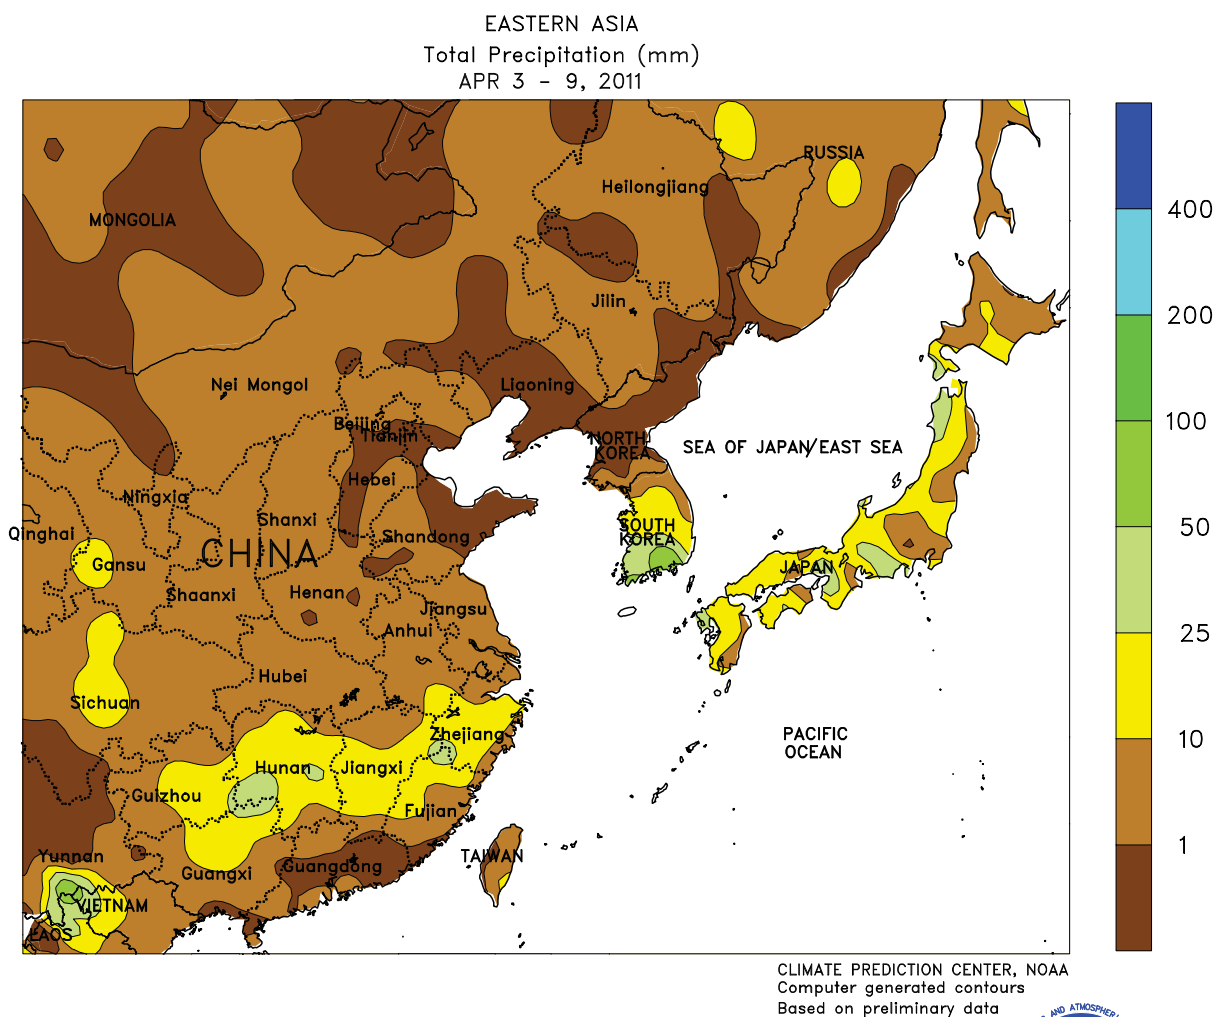 EASTERN ASIA
Total Precipitation (mm)
APR 3 - 9, 2011
RUSSIA
Heilongjiang
MONGOLIA
400
Jilin
200
Nei Mongol
Liaoning
100
Beijing
Tianjin
NORTH
KOREA
SEA OF JAPAN/EAST SEA
Hebei
Ningxia
Shanxi
50
Qinghai
SOUTH
KOREA
Shandong
CHINA
Gansu
JAPAN
Shaanxi
Henan
Jiangsu
Anhui
25
Hubei
Sichuan
Zhejiang
PACIFIC
OCEAN
10
Hunan
Jiangxi
Guizhou
Fujian
1
Yunnan
TAIWAN
Guangdong
Guangxi
VIETNAM
LAOS
CLIMATE PREDICTION CENTER, NOAA
Computer generated contours
Based on preliminary data
AND ATMOSPHER